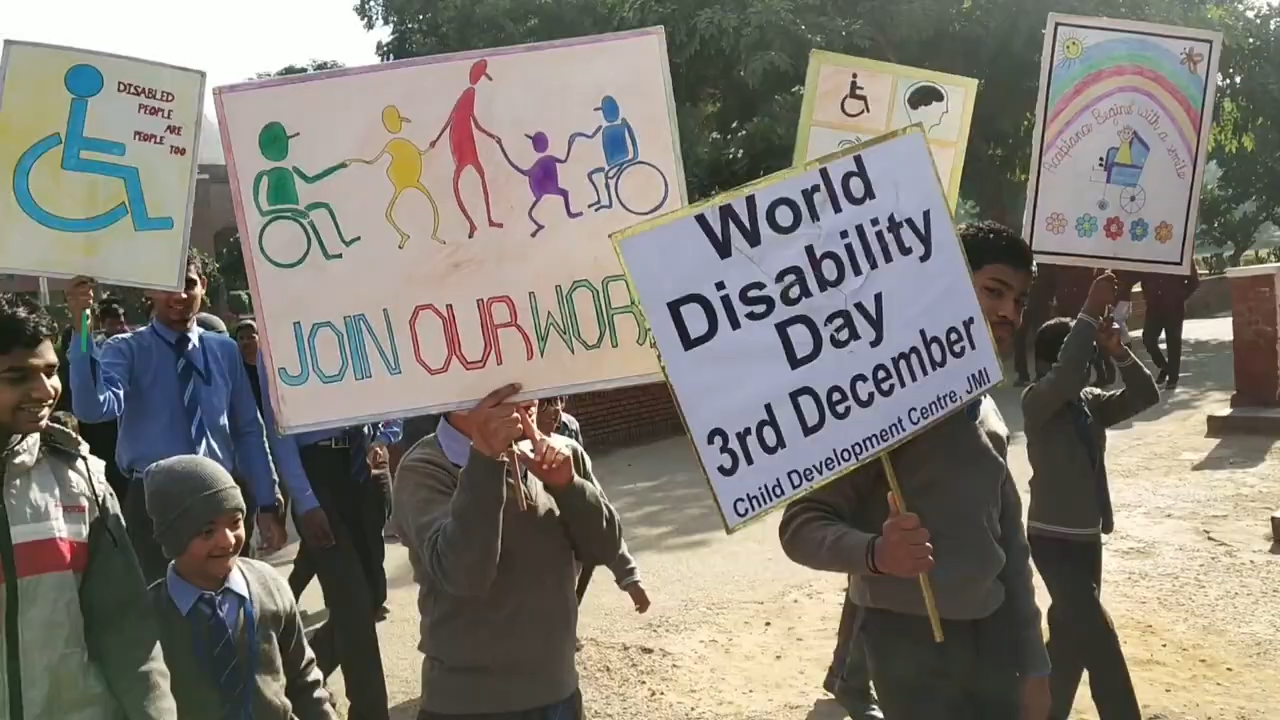 DISABLED
PEOPLE
ARE
PEOPLE TOO
JOIN OUR WOR
World
Disability
Day
3rd December
Child Development Centre, JMI
Acceptance Begins with a smile